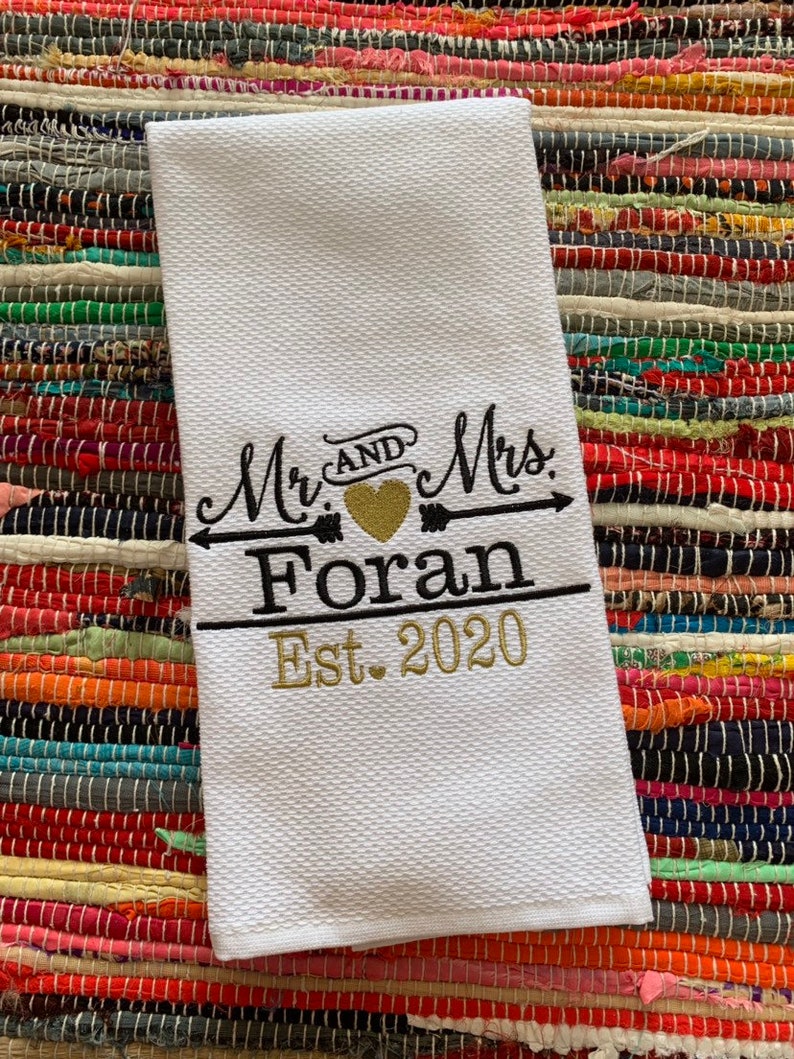 Mr. AND Mrs.
Foran
Est. 2020